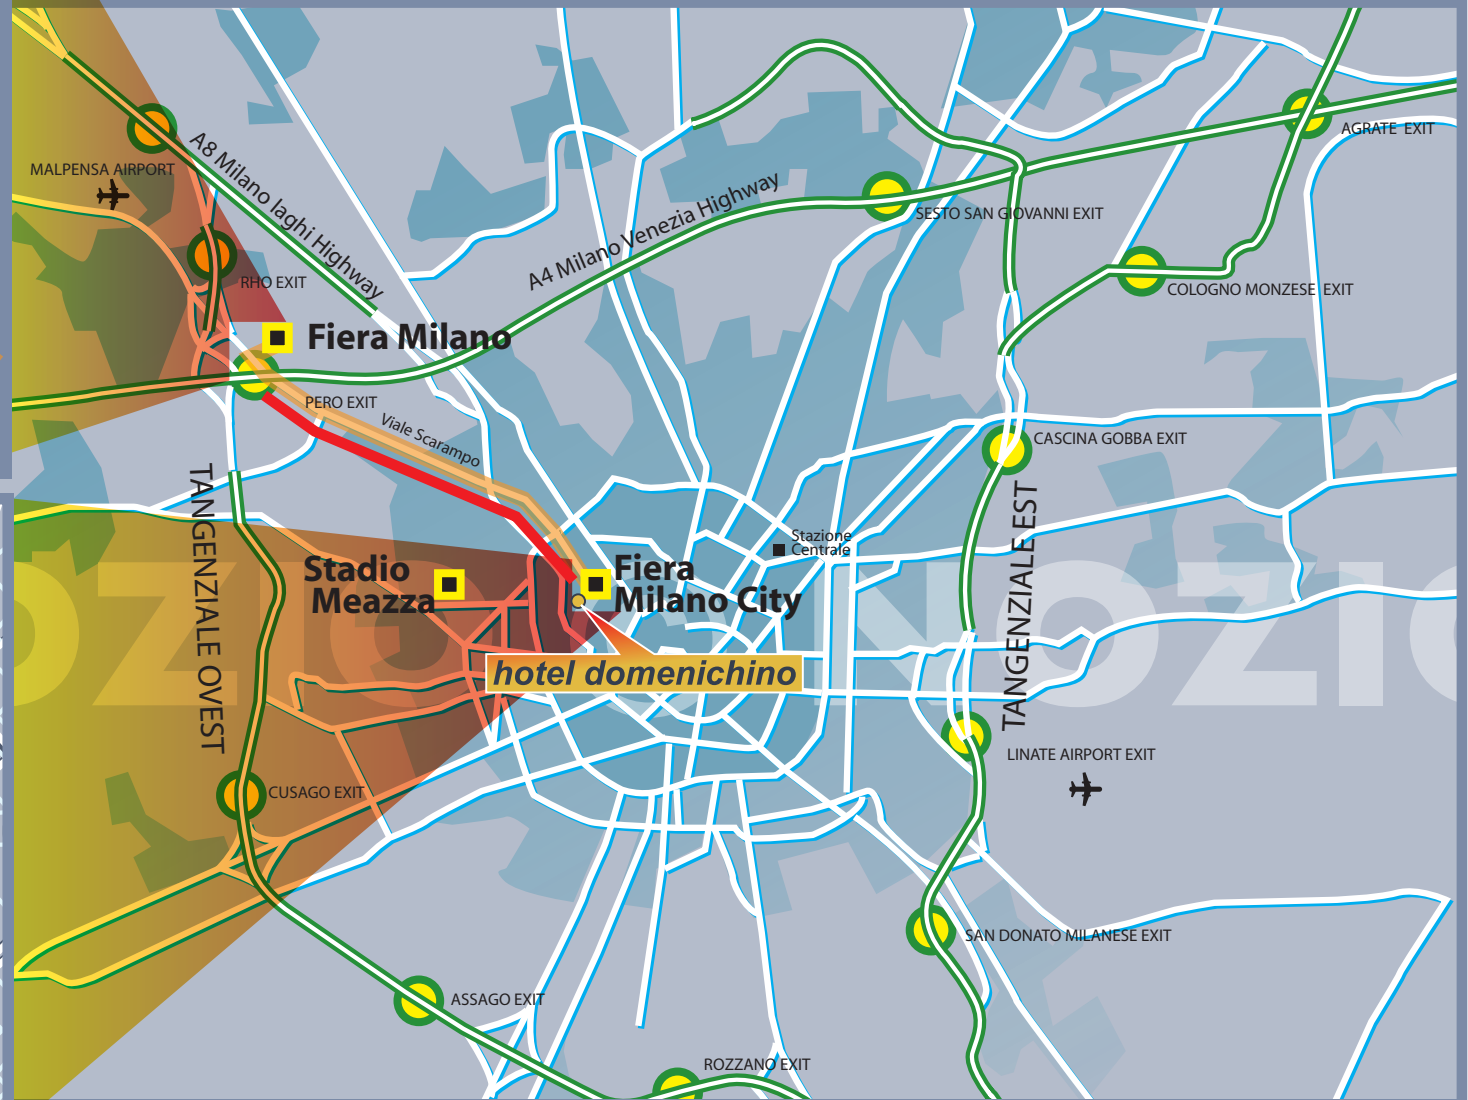 A8 Milano laghi Highway
MALPENSA AIRPORT
AGRATE EXIT
A4 Milano Venezia Highway
SESTO SAN GIOVANNI EXIT
RHO EXIT
COLOGNO MONZESE EXIT
Fiera Milano
PERO EXIT
Viale Scarampo
CASCINA GOBBA EXIT
TANGENZIALE OVEST
TANGENZIALE EST
Stazione
Centrale
Stadio
Meazza
Fiera
Milano City
hotel domenichino
LINATE AIRPORT EXIT
CUSAGO EXIT
SAN DONATO MILANESE EXIT
ASSAGO EXIT
ROZZANO EXIT